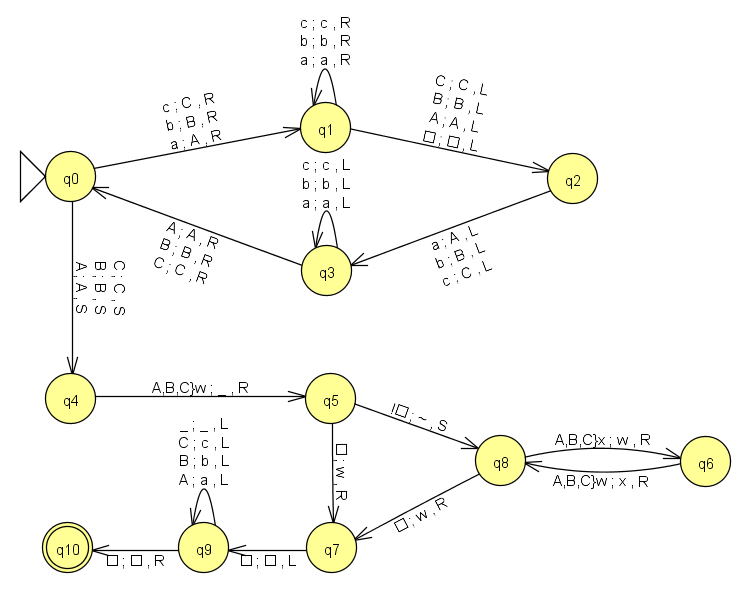 c ; c , R
b ; b , R
a ; a , R
c ; C , R
b ; B , R
a ; A , R
C ; C , L
B ; B , L
A ; A , L
□ ; □ , L
q0
q1
q2
c ; c , L
b ; b , L
a ; a , L
q3
A ; A , R
B ; B , R
C ; C , R
a ; A , L
b ; B , L
c ; C , L
C ; C , S
B ; B , S
A ; A , S
q4
A,B,C}w ; _ , R
q5
!□ ; ~ , S
□ ; w , R
q8
A,B,C}x ; w , R
A,B,C}w ; x , R
q6
□ ; w , R
_ ; _ , L
C ; c , L
B ; b , L
A ; a , L
q10
□ ; □ , R
q9
□ ; □ , L
q7